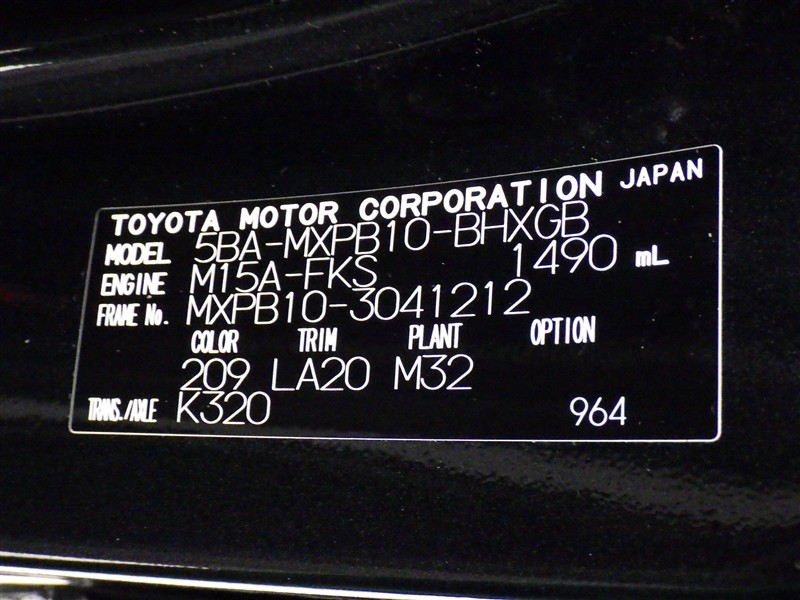 TOYOTA MOTOR CORPORATION JAPAN
MODEL 5BA-MXPB10-BHXGB
ENGINE M15A-FKS 1490 mL
FRAME No. MXPB10-3041212
COLOR TRIM PLANT OPTION
209 LA20 M32
TRANS./AXLE K320 964